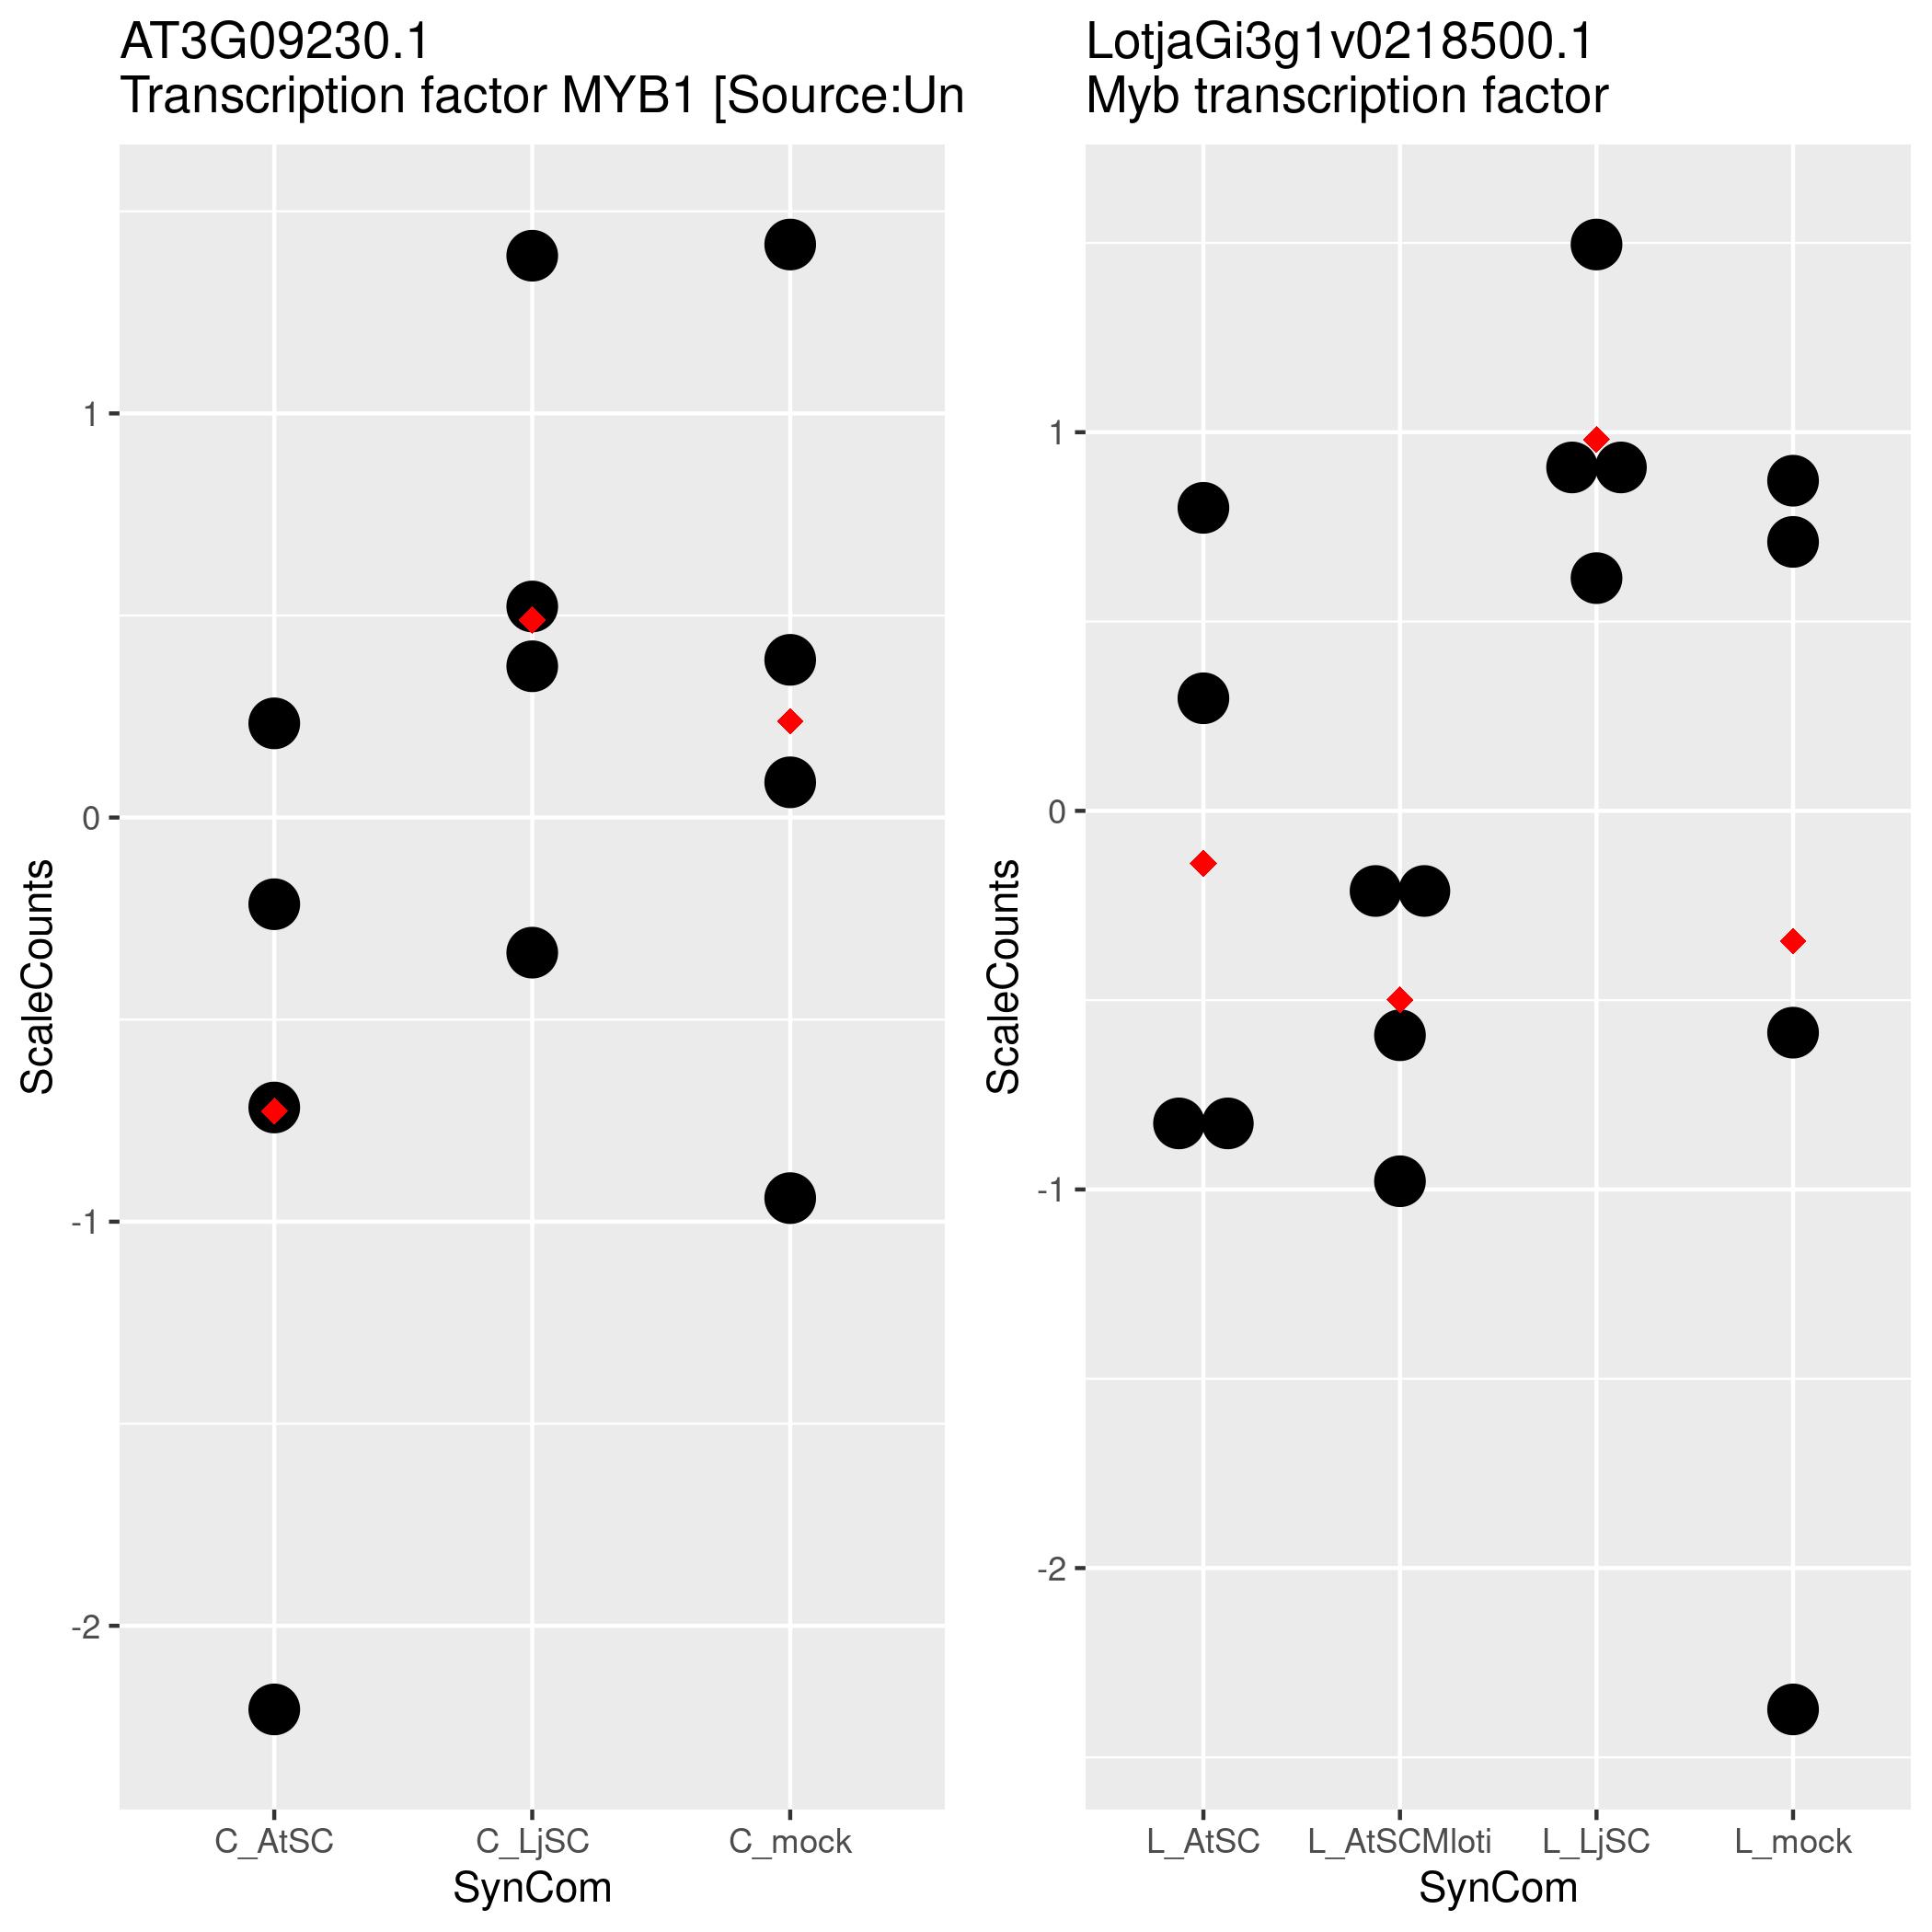 AT3G09230.1
Transcription factor MYB1 [Source:Un
ScaleCounts
1
0
-1
-2
C_AtSC C_LjSC C_mock
SynCom
LotjaGi3g1v0218500.1
Myb transcription factor
ScaleCounts
1
0
-1
-2
L_AtSC L_AtSCMloti L_LjSC L_mock
SynCom